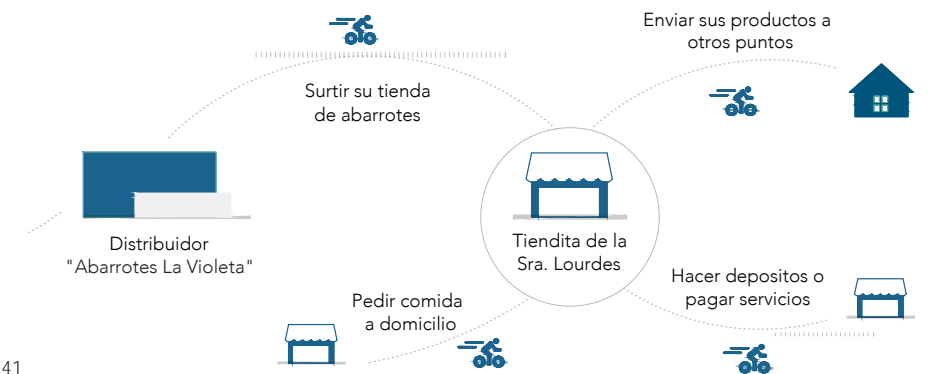 Enviar sus productos a
otros puntos
Surtir su tienda
de abarrotes
Distribuidor
"Abarrotes La Violeta"
Tiendita de la
Sra. Lourdes
Hacer depositos o
pagar servicios
Pedir comida
a domicilio
41